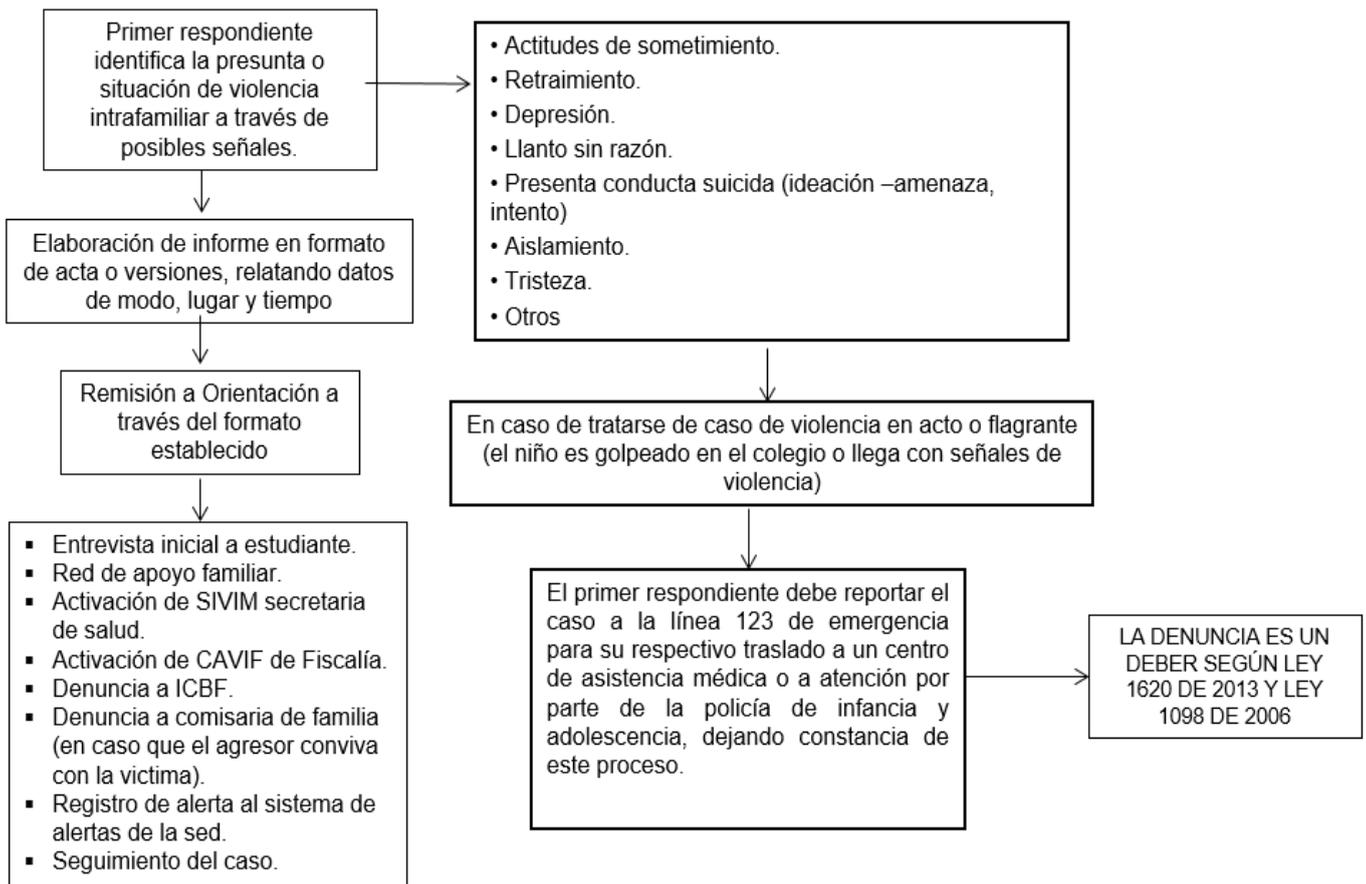 Primer respondiente
identifica la presunta o
situación de violencia
intrafamiliar a través de
posibles señales.
• Actitudes de sometimiento.
• Retraimiento.
• Depresión.
• Llanto sin razón.
• Presenta conducta suicida (ideación –amenaza,
intento)
• Aislamiento.
• Tristeza.
• Otros
Elaboración de informe en formato
de acta o versiones, relatando datos
de modo, lugar y tiempo
Remisión a Orientación a
través del formato
establecido
En caso de tratarse de caso de violencia en acto o flagrante
(el niño es golpeado en el colegio o llega con señales de
violencia)
▪ Entrevista inicial a estudiante.
▪ Red de apoyo familiar.
▪ Activación de SIVIM secretaria
de salud.
▪ Activación de CAVIF de Fiscalía.
▪ Denuncia a ICBF.
▪ Denuncia a comisaria de familia
(en caso que el agresor conviva
con la victima).
▪ Registro de alerta al sistema de
alertas de la sed.
▪ Seguimiento del caso.
El primer respondiente debe reportar el
caso a la línea 123 de emergencia
para su respectivo traslado a un centro
de asistencia médica o a atención por
parte de la policía de infancia y
adolescencia, dejando constancia de
este proceso.
LA DENUNCIA ES UN
DEBER SEGÚN LEY
1620 DE 2013 Y LEY
1098 DE 2006